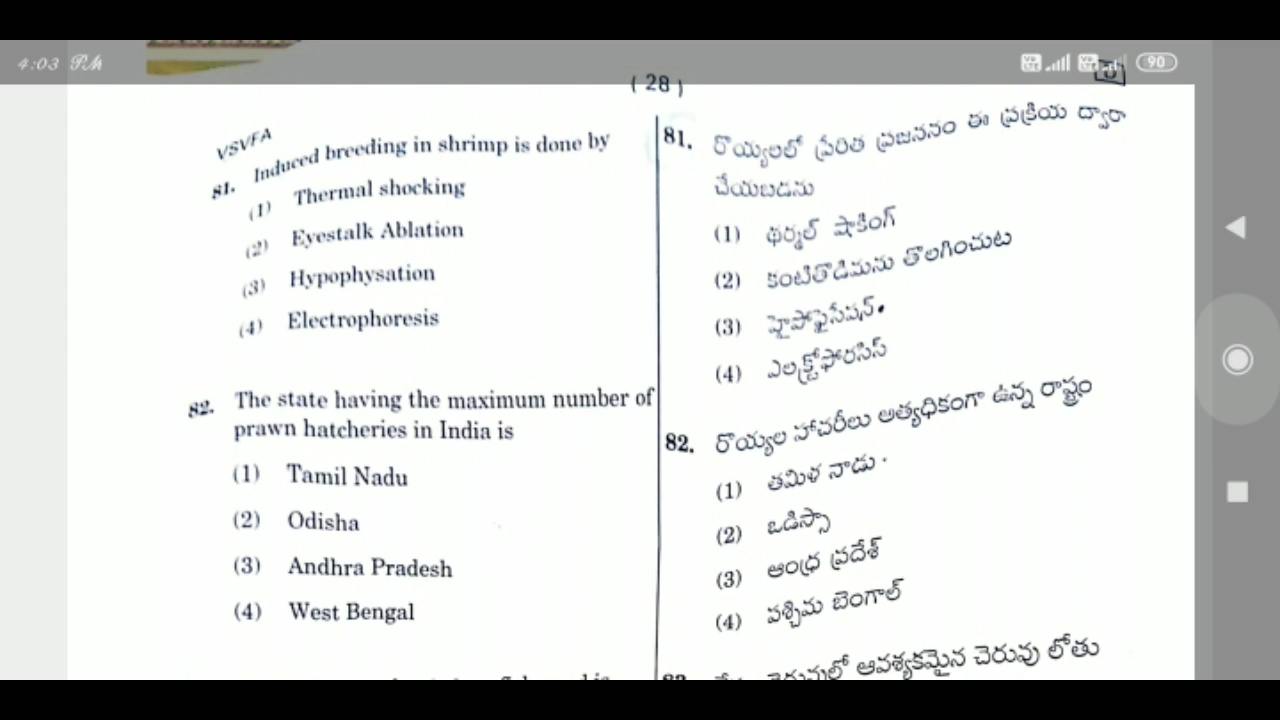 4:03 PM
90
( 28 )
VSVFA
81. Induced breeding in shrimp is done by
(1) Thermal shocking
(2) Eyestalk Ablation
(3) Hypophysation
(4) Electrophoresis
82. The state having the maximum number of
prawn hatcheries in India is
(1) Tamil Nadu
(2) Odisha
(3) Andhra Pradesh
(4) West Bengal
81. రొయ్యలలో ప్రేరిత ప్రజననం ఈ ప్రక్రియ ద్వారా
చేయబడును
(1) థర్మల్ షాకింగ్
(2) కంటితొడిమను తొలగించుట
(3) హైపోఫైసేషన్.
(4) ఎలక్ట్రోఫోరసిస్
82. రొయ్యల హాచరీలు అత్యధికంగా ఉన్న రాష్ట్రం
(1) తమిళ నాడు
(2) ఒడిస్సా
(3) ఆంధ్ర ప్రదేశ్
(4) పశ్చిమ బెంగాల్
చెరువులో ఆవశ్యకమైన చెరువు లోతు